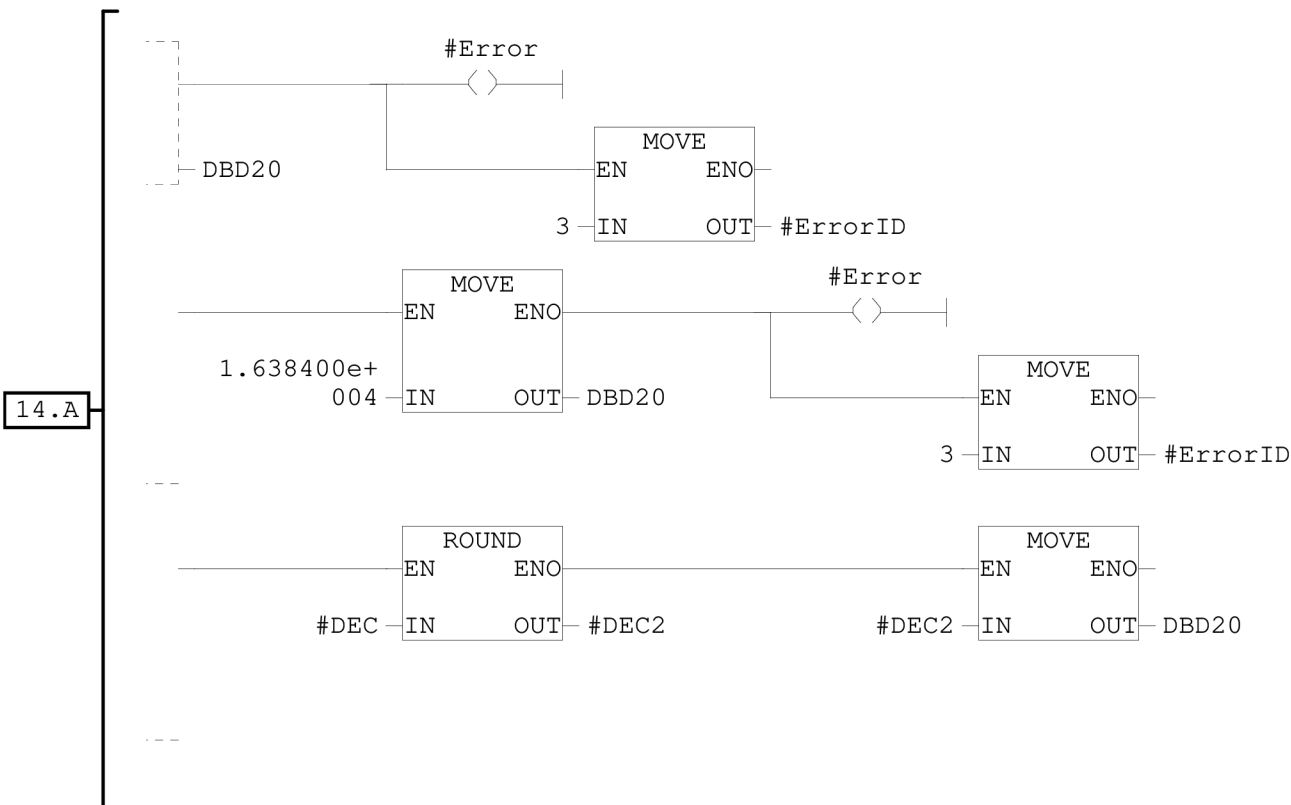 #Error
MOVE
DBD20
EN ENO
3 IN OUT #ErrorID
#Error
MOVE
EN ENO
1.638400e+
MOVE
14.A
004 IN OUT DBD20
EN ENO
3 IN OUT #ErrorID
ROUND MOVE
EN ENO EN ENO
#DEC IN OUT #DEC2 #DEC2 IN OUT DBD20